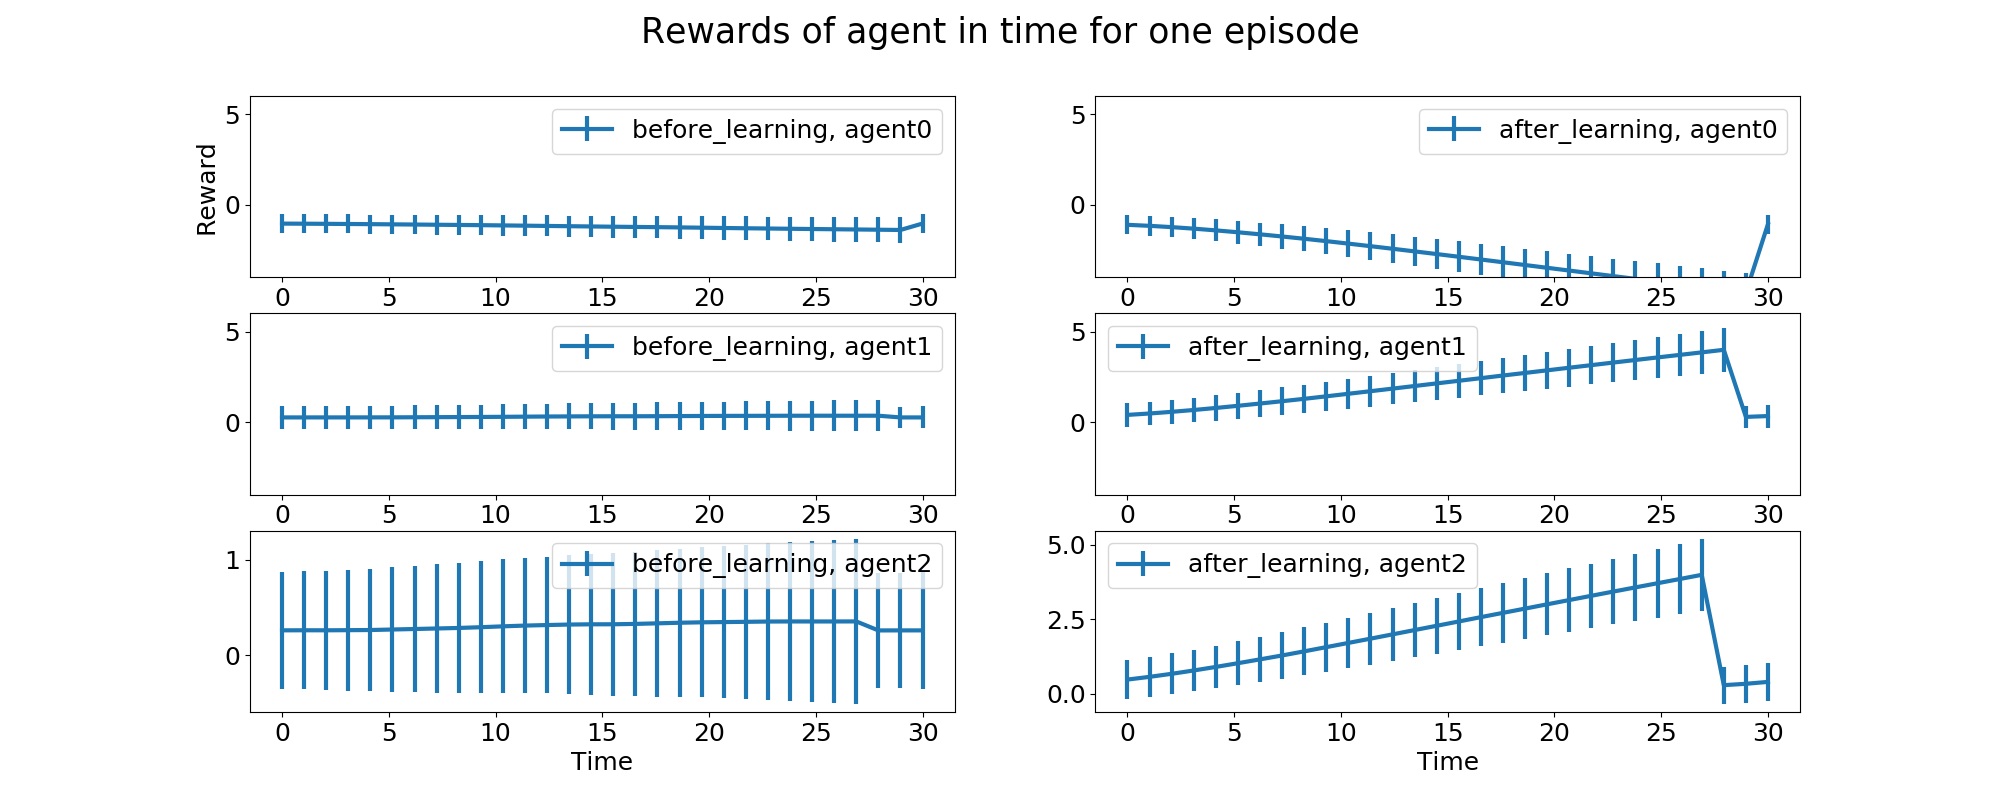 Rewards of agent in time for one episode
5
0
Reward
before_learning, agent0
0 5 10 15 20 25 30
5
0
after_learning, agent0
0 5 10 15 20 25 30
5
0
before_learning, agent1
0 5 10 15 20 25 30
5
0
after_learning, agent1
0 5 10 15 20 25 30
1
0
before_learning, agent2
0 5 10 15 20 25 30
Time
5.0
2.5
0.0
after_learning, agent2
0 5 10 15 20 25 30
Time